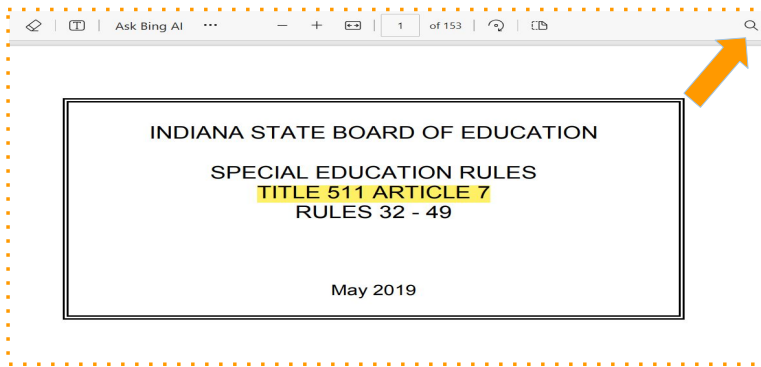 Ask Bing AI ... 1 of 153
INDIANA STATE BOARD OF EDUCATION
SPECIAL EDUCATION RULES
TITLE 511 ARTICLE 7
RULES 32 - 49
May 2019